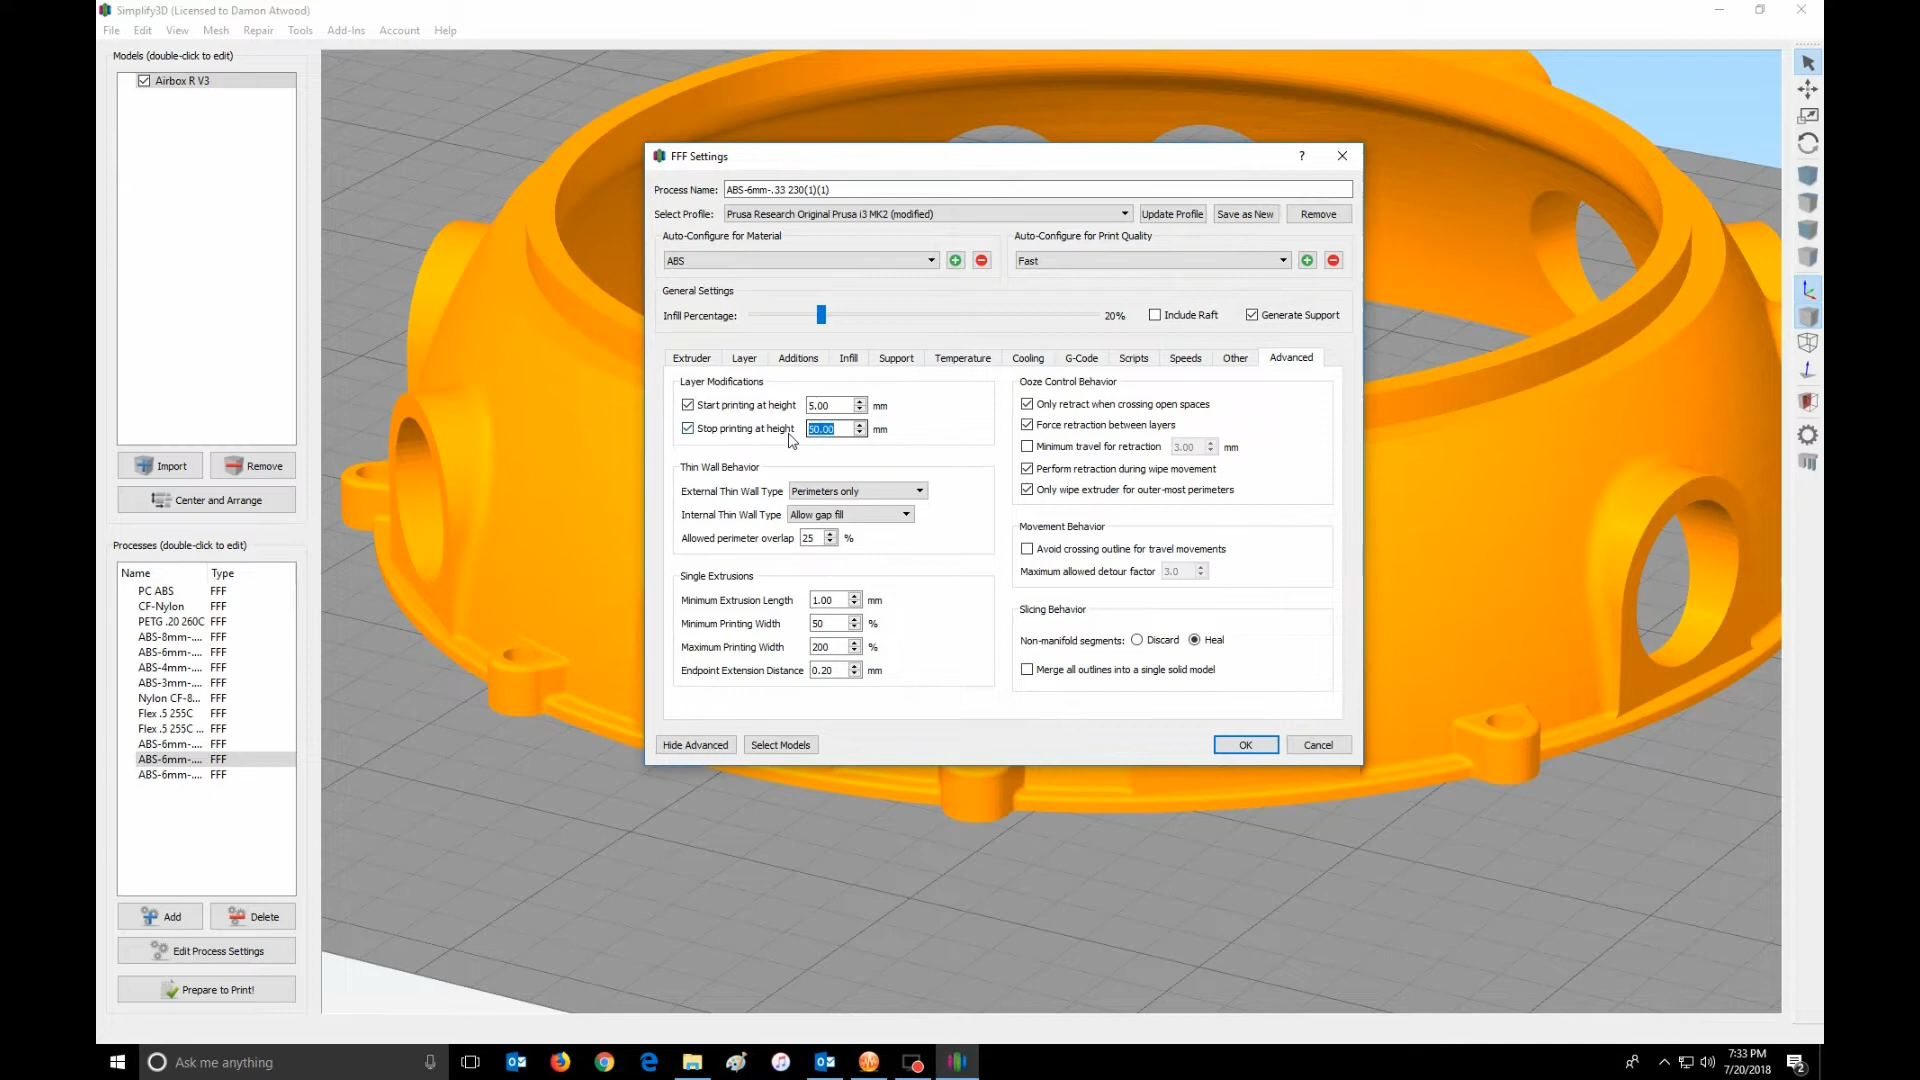 Simplify3D (Licensed to Damon Atwood)
File Edit View Mesh Repair Tools Add-Ins Account Help
Models (double-click to edit)
Airbox R V3
Import Remove
Center and Arrange
Processes (double-click to edit)
Name Type
PC ABS FFF
CF-Nylon FFF
PETG .20 260C FFF
ABS-8mm-.... FFF
ABS-6mm-.... FFF
ABS-4mm-.... FFF
ABS-3mm-.... FFF
Nylon CF-8... FFF
Flex .5 255C FFF
Flex .5 255C ... FFF
ABS-6mm-.... FFF
ABS-6mm-.... FFF
ABS-6mm-.... FFF
Add Delete
Edit Process Settings
Prepare to Print!
FFF Settings ?
Process Name: ABS-6mm-.33 230(1)(1)
Select Profile: Prusa Research Original Prusa i3 MK2 (modified) Update Profile Save as New Remove
Auto-Configure for Material Auto-Configure for Print Quality
ABS Fast
General Settings
Infill Percentage: 20% Include Raft Generate Support
Extruder Layer Additions Infill Support Temperature Cooling G-Code Scripts Speeds Other Advanced
Layer Modifications
Start printing at height 5.00 mm
Stop printing at height 50.00 mm
Thin Wall Behavior
External Thin Wall Type Perimeters only
Internal Thin Wall Type Allow gap fill
Allowed perimeter overlap 25 %
Single Extrusions
Minimum Extrusion Length 1.00 mm
Minimum Printing Width 50 %
Maximum Printing Width 200 %
Endpoint Extension Distance 0.20 mm
Ooze Control Behavior
Only retract when crossing open spaces
Force retraction between layers
Minimum travel for retraction 3.00 mm
Perform retraction during wipe movement
Only wipe extruder for outer-most perimeters
Movement Behavior
Avoid crossing outline for travel movements
Maximum allowed detour factor 3.0
Slicing Behavior
Non-manifold segments: Discard Heal
Merge all outlines into a single solid model
Hide Advanced Select Models OK Cancel
Ask me anything
7:33 PM
7/20/2018
2